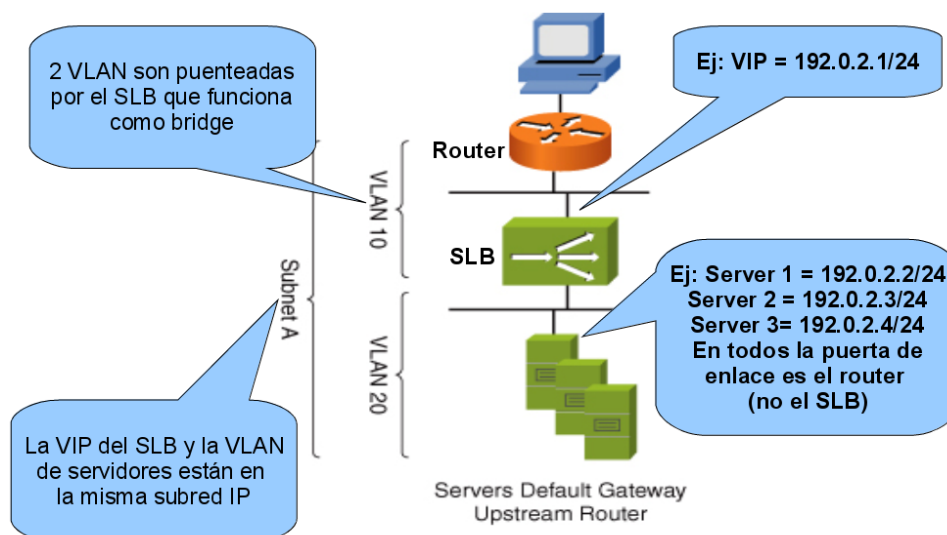 2 VLAN son puenteadas
por el SLB que funciona
como bridge
Ej: VIP = 192.0.2.1/24
Router
VLAN 10
SLB
Subnet A
VLAN 20
Ej: Server 1 = 192.0.2.2/24
Server 2 = 192.0.2.3/24
Server 3= 192.0.2.4/24
En todos la puerta de
enlace es el router
(no el SLB)
La VIP del SLB y la VLAN
de servidores están en
la misma subred IP
Servers Default Gateway
Upstream Router